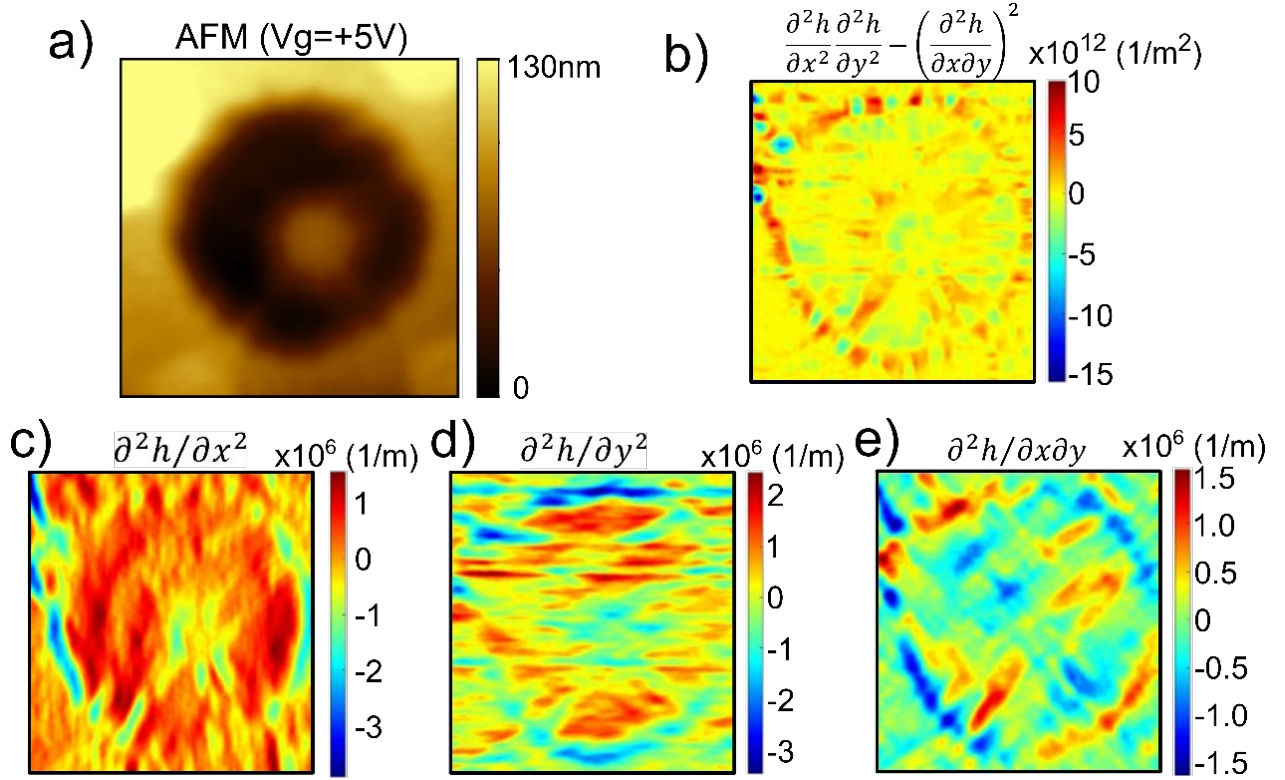 a)
AFM (Vg=+5V)
130nm
0
b)
∂²h/∂x² ∂²h/∂y² − (∂²h/∂x∂y)²
x10¹² (1/m²)
10
5
0
-5
-10
-15
c)
∂²h/∂x²
x10⁶ (1/m)
1
0
-1
-2
-3
d)
∂²h/∂y²
x10⁶ (1/m)
2
1
0
-1
-2
-3
e)
∂²h/∂x∂y
x10⁶ (1/m)
1.5
1.0
0.5
0
-0.5
-1.0
-1.5